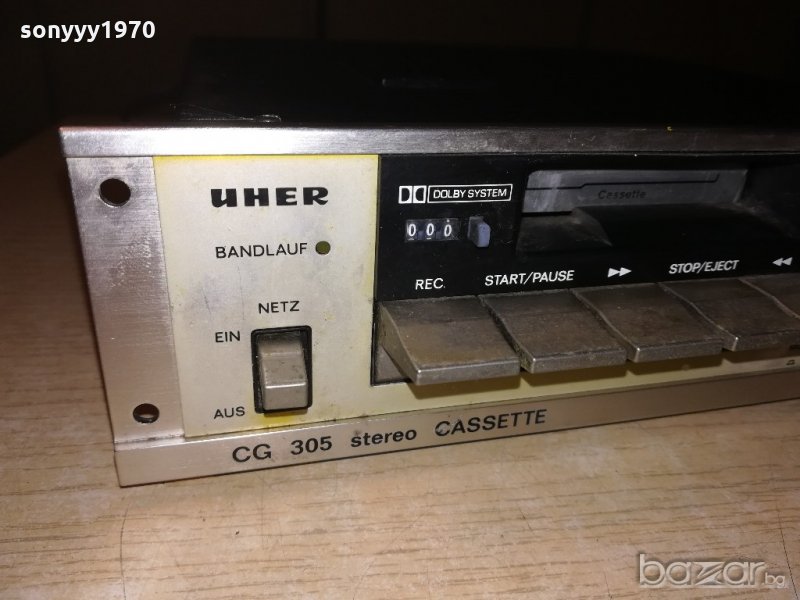 sonyyy1970
UHER
DOLBY SYSTEM
Cassette
000
BANDLAUF
REC. START/PAUSE ▶▶ STOP/EJECT ◀◀
NETZ
EIN
AUS
CG 305 stereo CASSETTE
bazar.bg